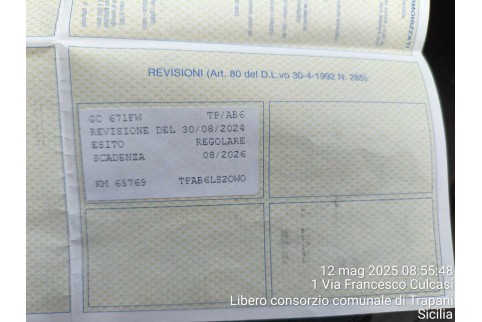 REVISIONI (Art. 80 del D.L.vo 30-4-1992 N. 285)
GC 671FW TP/AB6
REVISIONE DEL 30/08/2024
ESITO REGOLARE
SCADENZA 08/2026
KM 65769 TPAB6LSZOWO
12 mag 2025 08:55:48
1 Via Francesco Culcasi
Libero consorzio comunale di Trapani
Sicilia